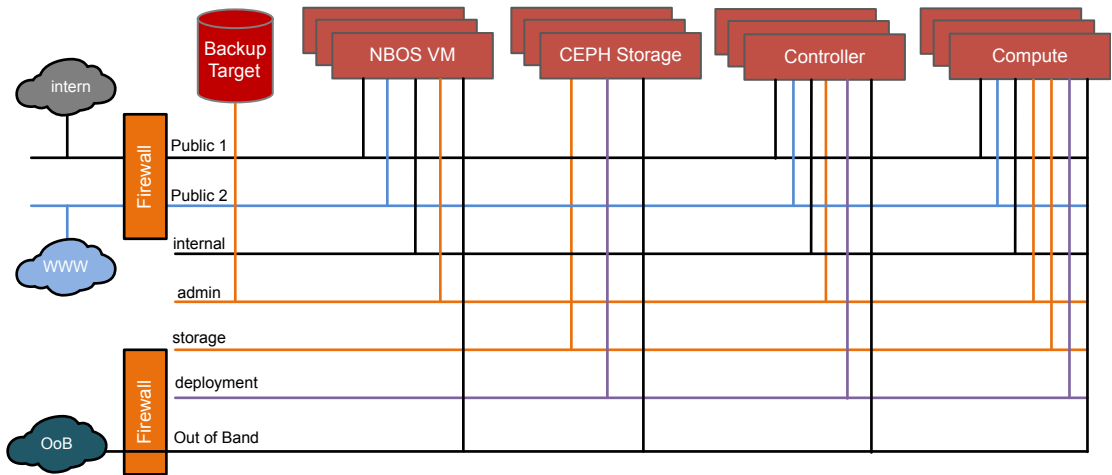 Backup
Target
NBOS VM
CEPH Storage
Controller
Compute
intern
Firewall
Public 1
Public 2
WWW
internal
admin
storage
Firewall
deployment
OoB
Out of Band